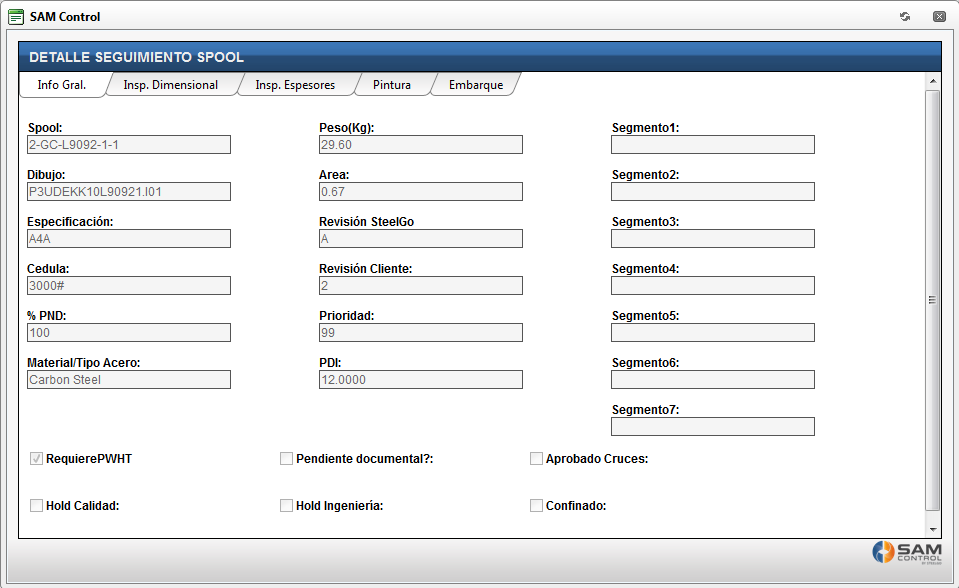 SAM Control
DETALLE SEGUIMIENTO SPOOL
Info Gral. Insp. Dimensional Insp. Espesores Pintura Embarque
Spool: Peso(Kg): Segmento1:
2-GC-L9092-1-1 29.60
Dibujo: Area: Segmento2:
P3UDEKK10L90921.I01 0.67
Especificación: Revisión SteelGo Segmento3:
A4A A
Cedula: Revisión Cliente: Segmento4:
3000# 2
% PND: Prioridad: Segmento5:
100 99
Material/Tipo Acero: PDI: Segmento6:
Carbon Steel 12.0000
Segmento7:
RequierePWHT Pendiente documental?: Aprobado Cruces:
Hold Calidad: Hold Ingeniería: Confinado:
SAM
CONTROL